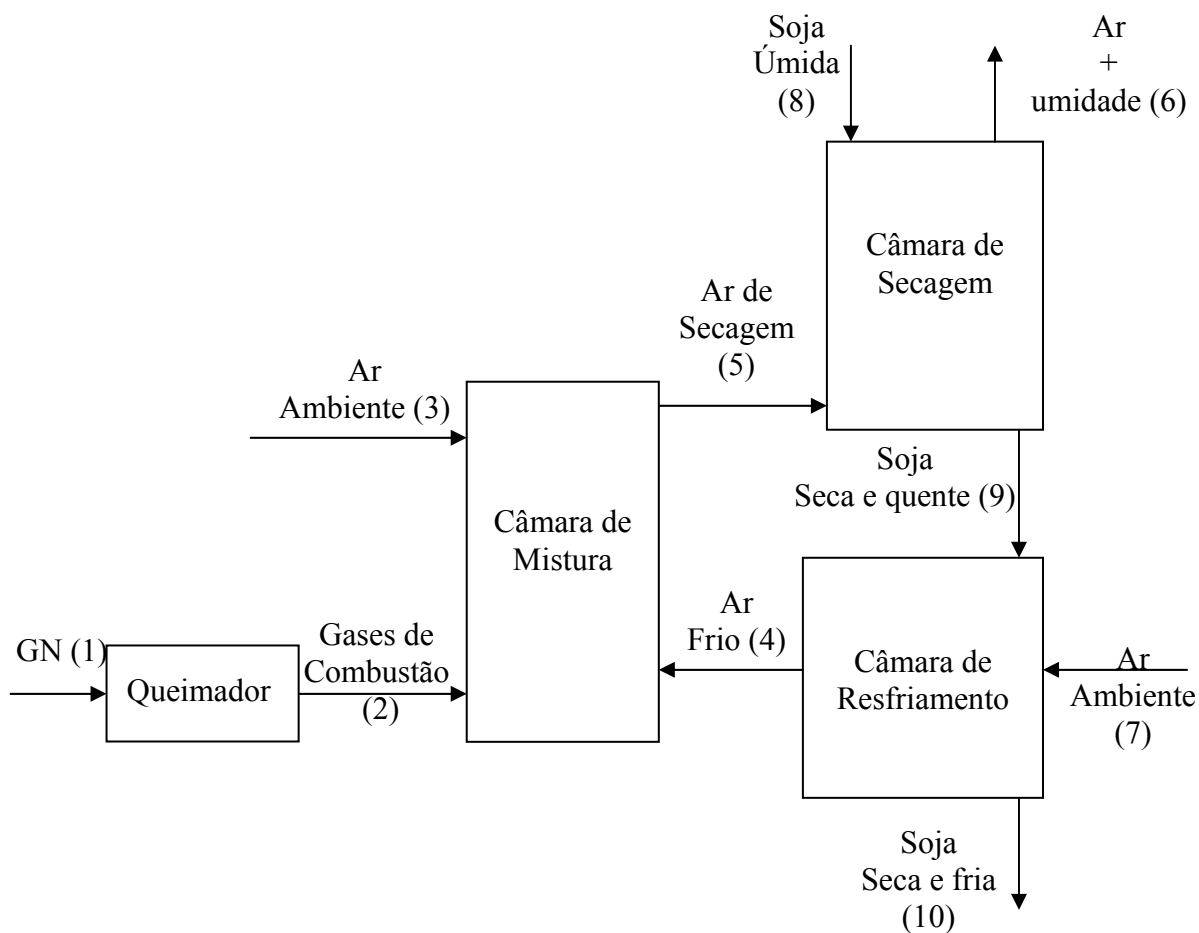 Soja
Úmida
(8)
Ar
+
umidade (6)
Câmara de
Secagem
Ar de
Secagem
(5)
Ar
Ambiente (3)
Soja
Seca e quente (9)
Câmara de
Mistura
GN (1)
Queimador
Gases de
Combustão
(2)
Ar
Frio (4)
Câmara de
Resfriamento
Ar
Ambiente
(7)
Soja
Seca e fria
(10)